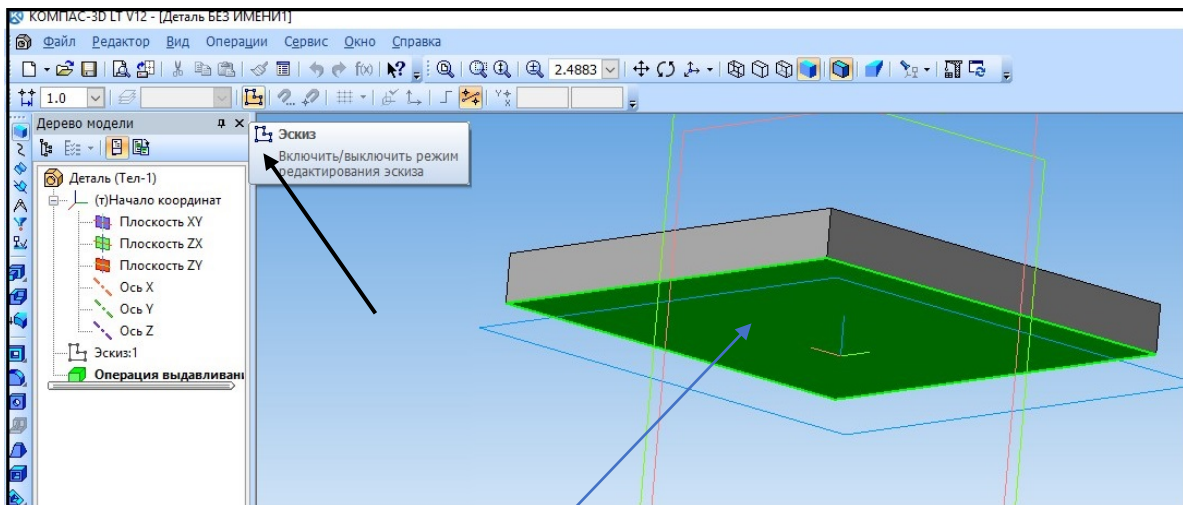 КОМПАС-3D LT V12 - [Деталь БЕЗ ИМЕНИ1]
Файл Редактор Вид Операции Сервис Окно Справка
f(x) 2.4883
1.0
Дерево модели
Эскиз
Включить/выключить режим
редактирования эскиза
Деталь (Тел-1)
(т)Начало координат
Плоскость XY
Плоскость ZX
Плоскость ZY
Ось X
Ось Y
Ось Z
Эскиз:1
Операция выдавливани